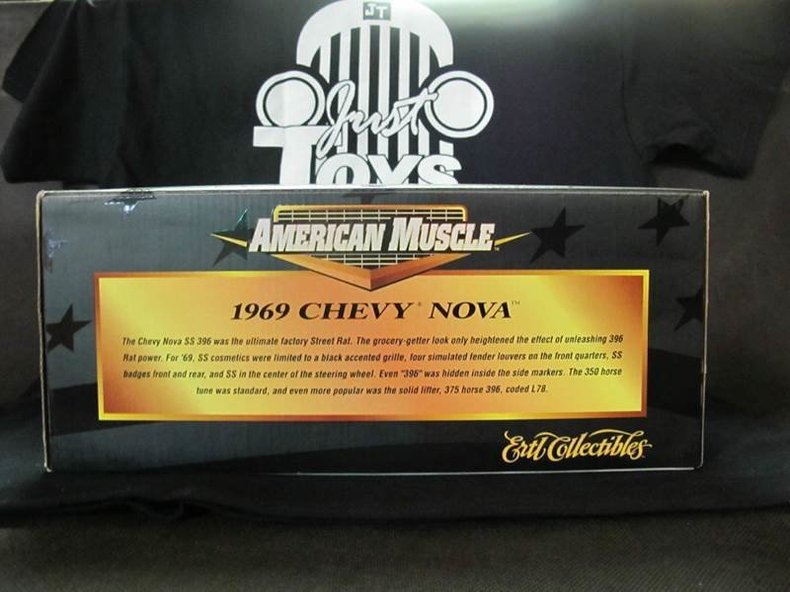 JT
Just
Toys
AMERICAN MUSCLE™
1969 CHEVY® NOVA™
The Chevy Nova SS 396 was the ultimate factory Street Rat. The grocery-getter look only heightened the effect of unleashing 396
Rat power. For '69, SS cosmetics were limited to a black accented grille, four simulated fender louvers on the front quarters, SS
badges front and rear, and SS in the center of the steering wheel. Even "396" was hidden inside the side markers. The 350 horse
tune was standard, and even more popular was the solid lifter, 375 horse 396, coded L78.
Ertl Collectibles